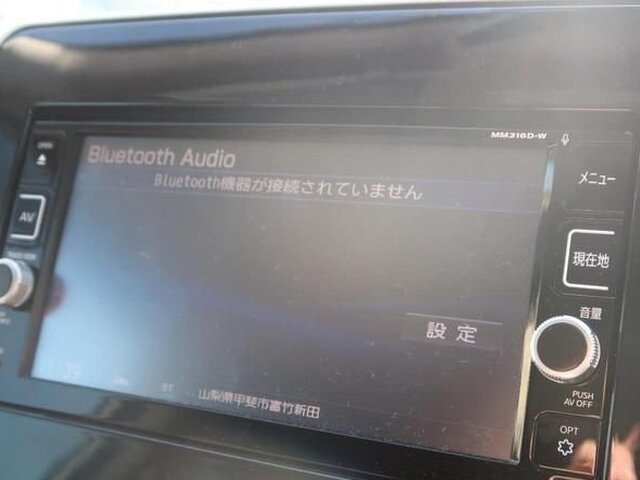 MM316D-W
OPEN
Bluetooth Audio
Bluetooth機器が接続されていません
メニュー
AV
現在地
音量
設定
PUSH
AV OFF
BT
山梨県甲斐市富竹新田
OPT